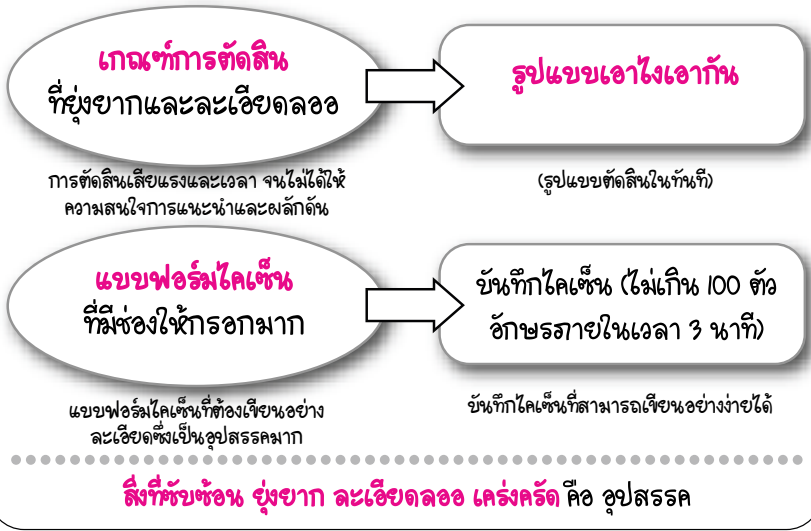 เกณฑ์การตัดสิน
ที่ยุ่งยากและละเอียดลออ
รูปแบบเอาไงเอากัน
การตัดสินเสียแรงและเวลา จนไม่ได้ให้
ความสนใจการแนะนำและผลักดัน
(รูปแบบตัดสินในทันที)
แบบฟอร์มไคเซ็น
ที่มีช่องให้กรอกมาก
บันทึกไคเซ็น (ไม่เกิน 100 ตัว
อักษรภายในเวลา 3 นาที)
แบบฟอร์มไคเซ็นที่ต้องเขียนอย่าง
ละเอียดซึ่งเป็นอุปสรรคมาก
บันทึกไคเซ็นที่สามารถเขียนอย่างง่ายได้
สิ่งที่ซับซ้อน ยุ่งยาก ละเอียดลออ เคร่งครัด คือ อุปสรรค